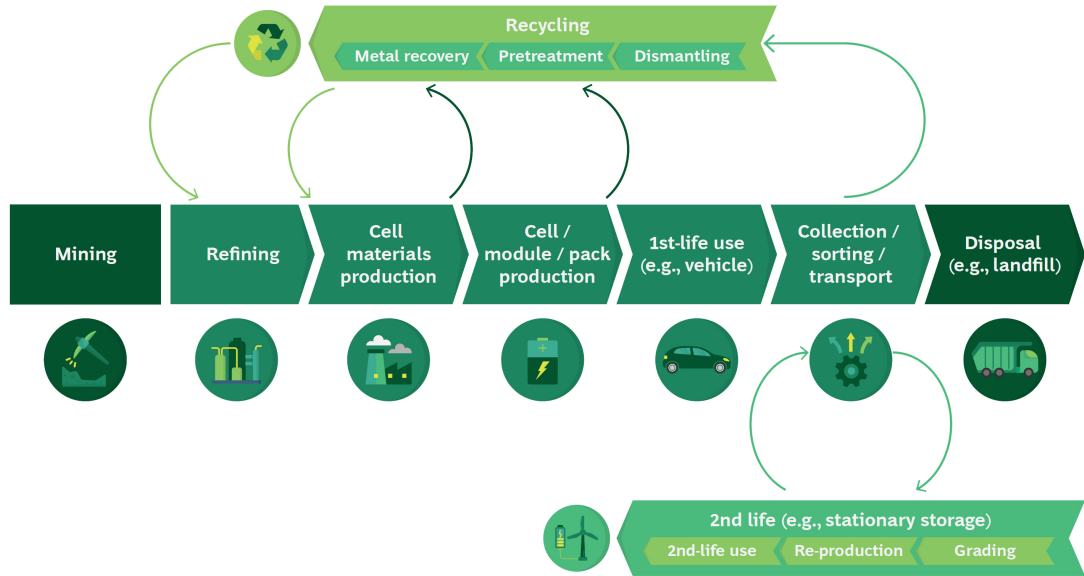 Recycling
Metal recovery
Pretreatment
Dismantling
Mining
Refining
Cell
materials
production
Cell /
module / pack
production
1st-life use
(e.g., vehicle)
Collection /
sorting /
transport
Disposal
(e.g., landfill)
2nd life (e.g., stationary storage)
2nd-life use
Re-production
Grading